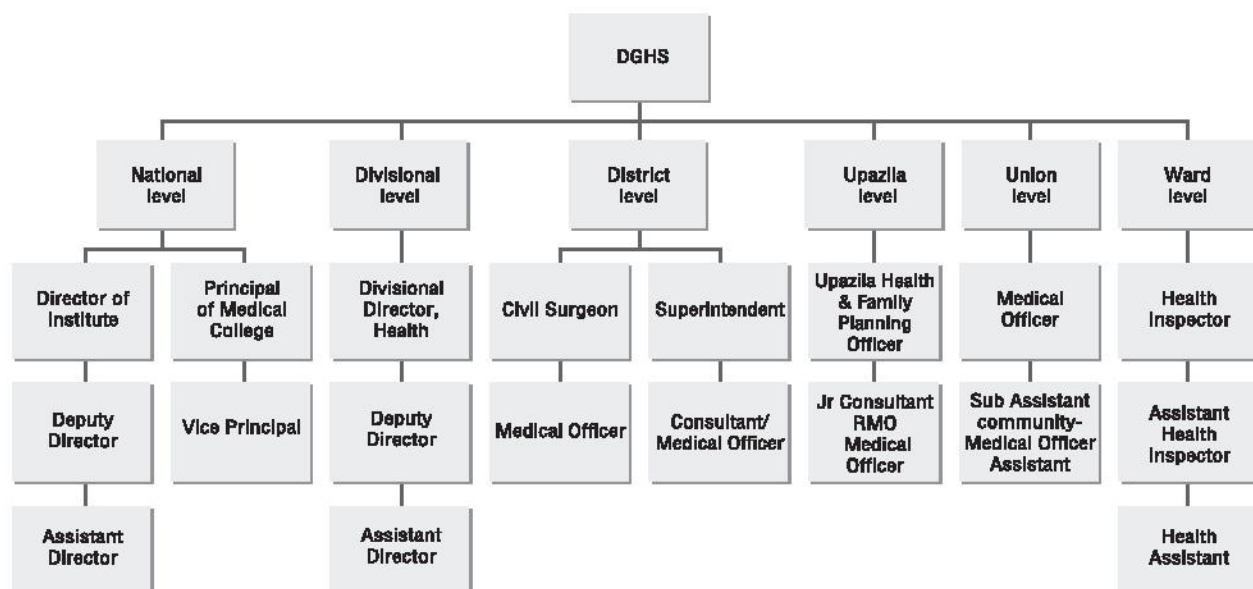 DGHS
National
level
Divisional
level
District
level
Upazila
level
Union
level
Ward
level
Director of
Institute
Principal
of Medical
College
Divisional
Director,
Health
Civil Surgeon
Superintendent
Upazila Health
& Family
Planning
Officer
Medical
Officer
Health
Inspector
Deputy
Director
Vice Principal
Deputy
Director
Medical Officer
Consultant/
Medical Officer
Jr Consultant
RMO
Medical
Officer
Sub Assistant
community-
Medical Officer
Assistant
Assistant
Health
Inspector
Assistant
Director
Assistant
Director
Health
Assistant